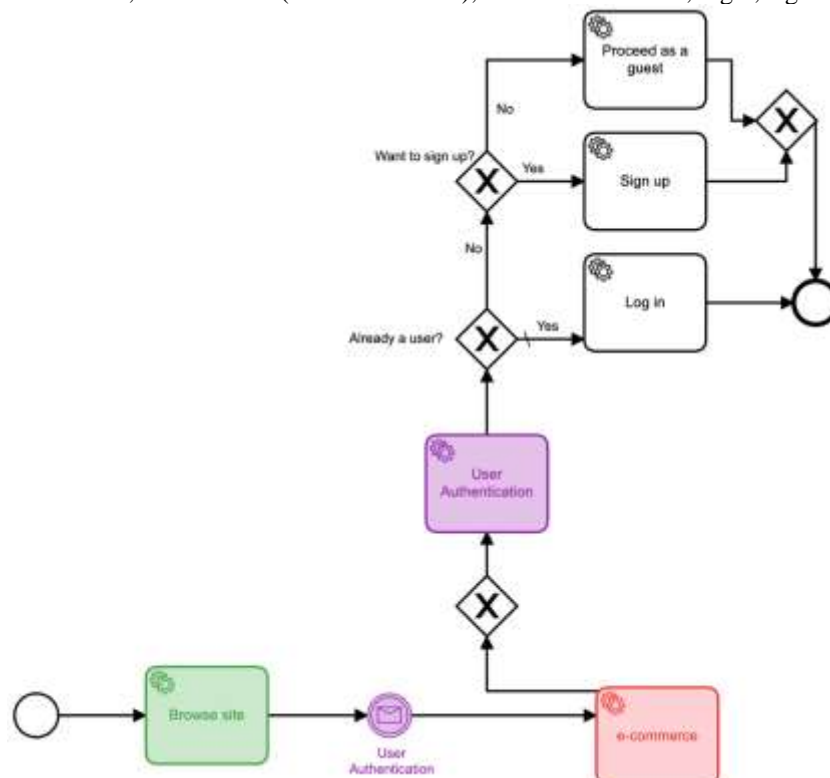 Proceed as a
guest
No
Want to sign up?
Yes
Sign up
No
Log in
Yes
Already a user?
User
Authentication
Browse site
e-commerce
User
Authentication